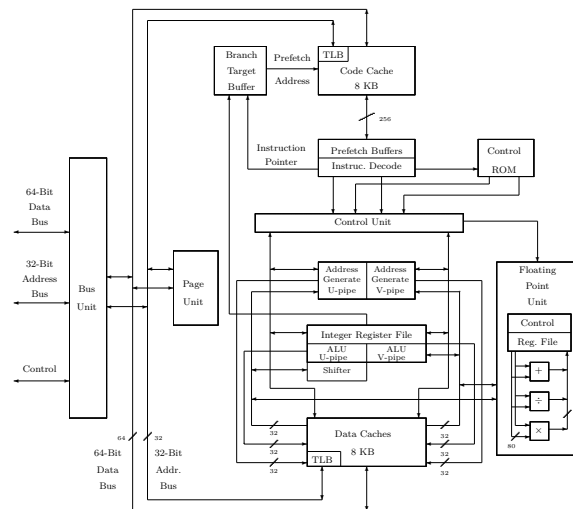 TLB
Code Cache
8 KB
Branch
Target
Buffer
Prefetch
Address
256
Instruction
Pointer
Prefetch Buffers
Instruc. Decode
Control
ROM
64-Bit
Data
Bus
32-Bit
Address
Bus
Control
Bus
Unit
Page
Unit
Control Unit
Address
Generate
U-pipe
Address
Generate
V-pipe
Floating
Point
Unit
Control
Reg. File
+
÷
×
80
Integer Register File
ALU
U-pipe
ALU
V-pipe
Shifter
32
32
32
32
32
32
Data Caches
8 KB
TLB
64
32
64-Bit
Data
Bus
32-Bit
Addr.
Bus